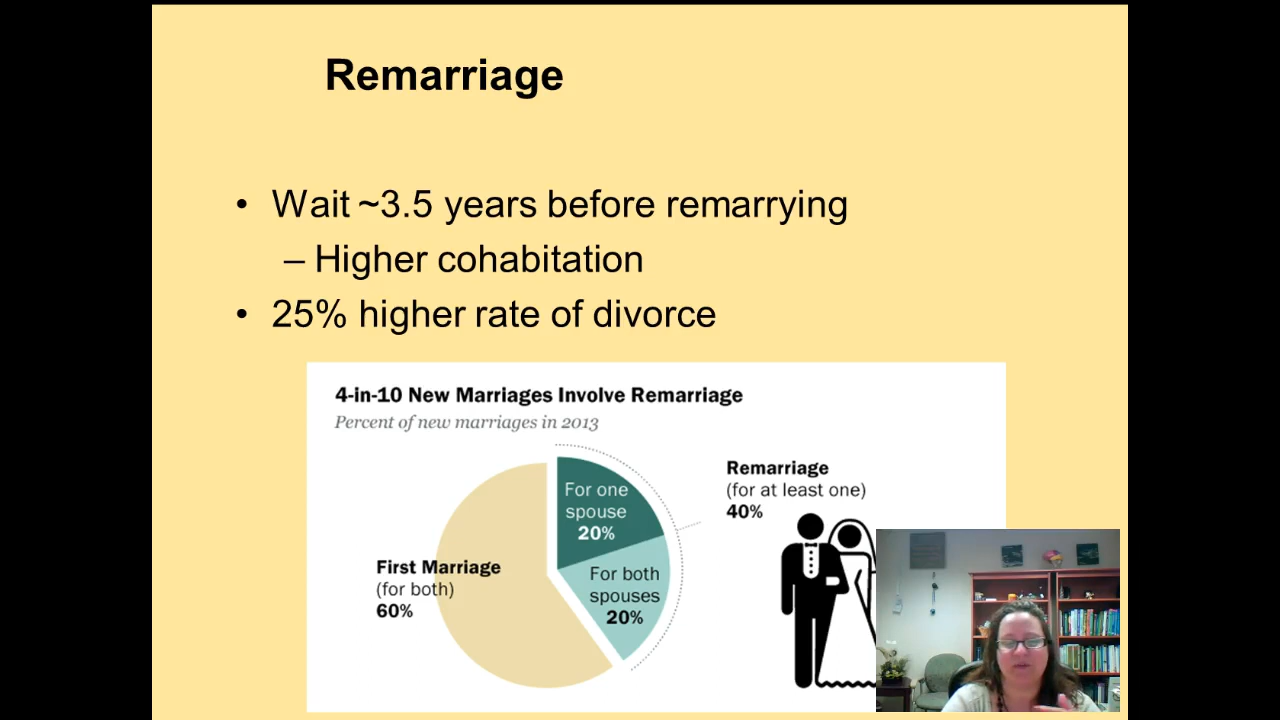 Remarriage
• Wait ~3.5 years before remarrying
– Higher cohabitation
• 25% higher rate of divorce
4-in-10 New Marriages Involve Remarriage
Percent of new marriages in 2013
For one
spouse
20%
For both
spouses
20%
First Marriage
(for both)
60%
Remarriage
(for at least one)
40%